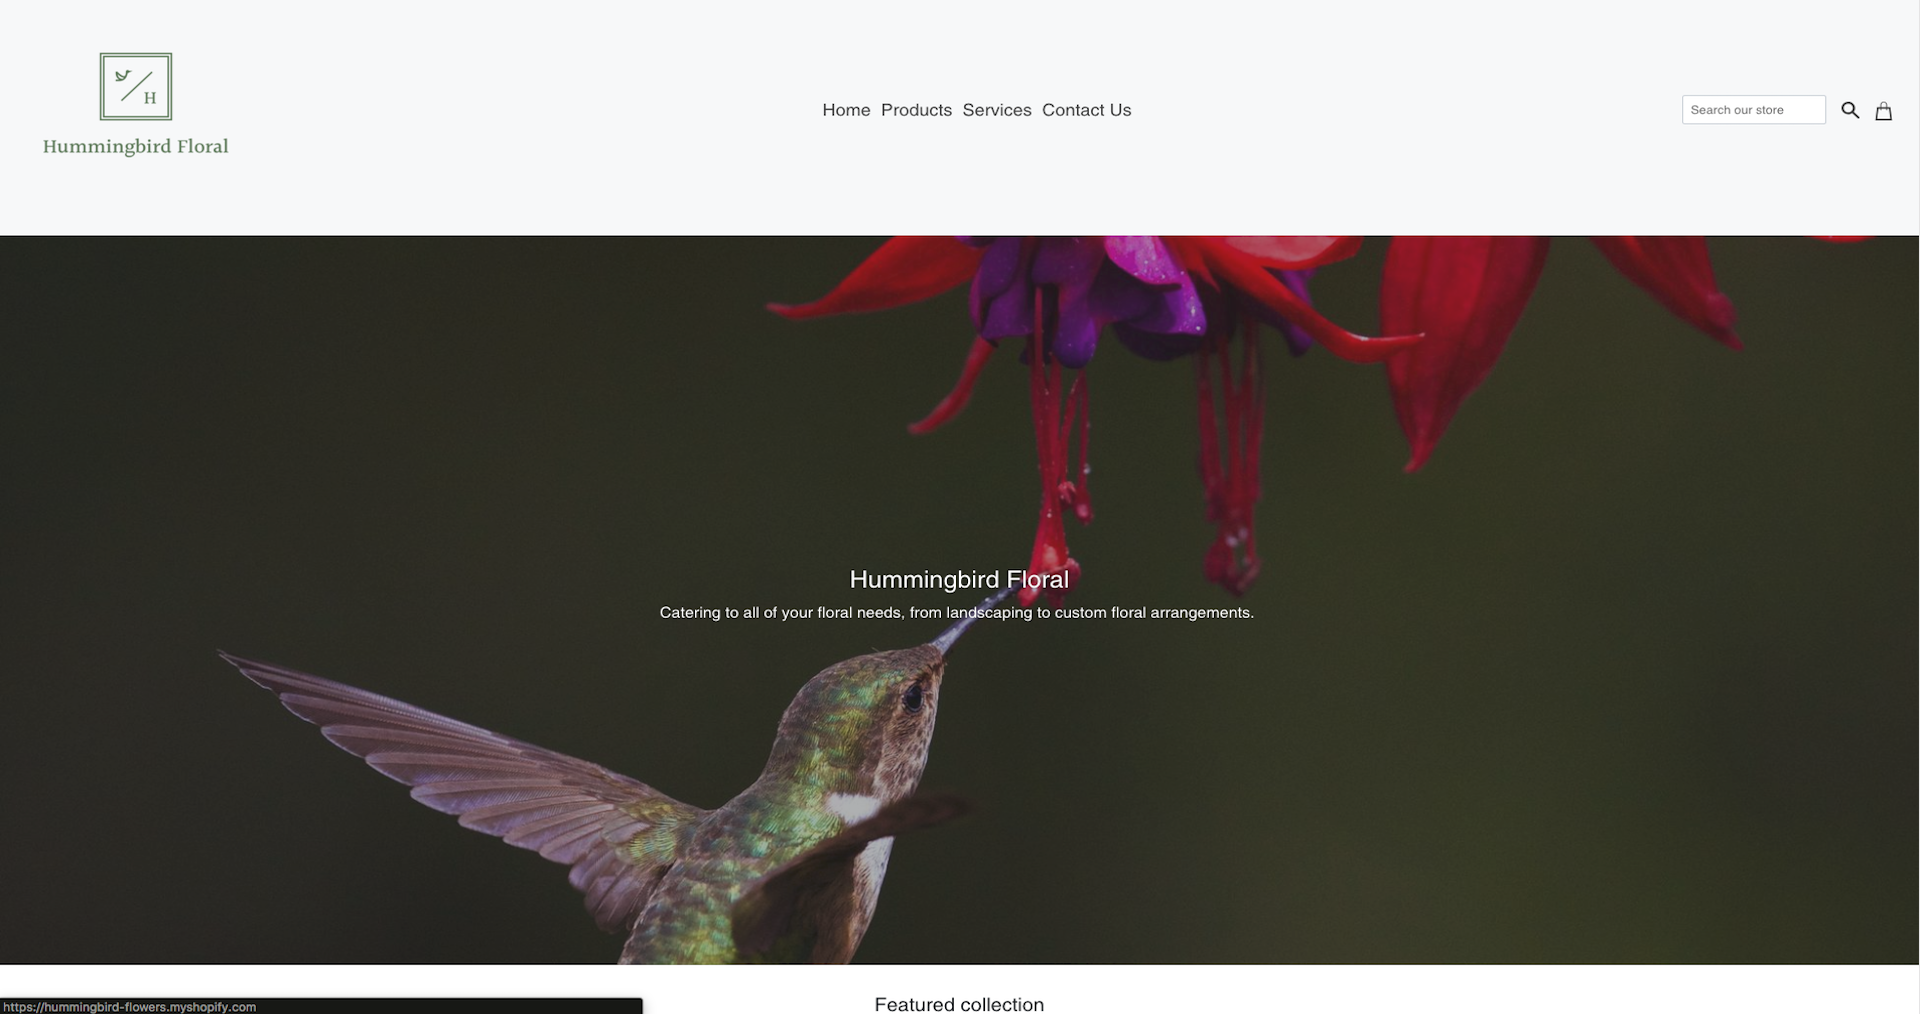 H
Hummingbird Floral
Home Products Services Contact Us
Search our store
Hummingbird Floral
Catering to all of your floral needs, from landscaping to custom floral arrangements.
Featured collection
https://hummingbird-flowers.myshopify.com